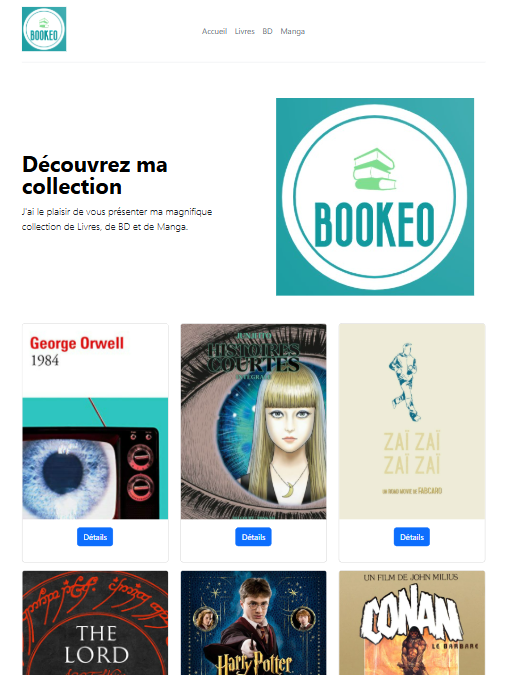 BOOKEO
Accueil Livres BD Manga
Découvrez ma
collection
J'ai le plaisir de vous présenter ma magnifique
collection de Livres, de BD et de Manga.
BOOKEO
George Orwell
1984
JUNJI ITO
HISTOIRES
COURTES
INTÉGRALE
ZAÏ ZAÏ
ZAÏ ZAÏ
UN ROAD MOVIE DE FABCARO
Détails
Détails
Détails
THE
LORD
Harry Potter
UN FILM DE JOHN MILIUS
CONAN
LE BARBARE